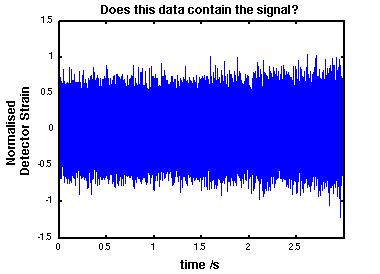 Does this data contain the signal?
1.5
1
0.5
0
-0.5
-1
-1.5
Normalised
Detector Strain
0 0.5 1 1.5 2 2.5
time /s